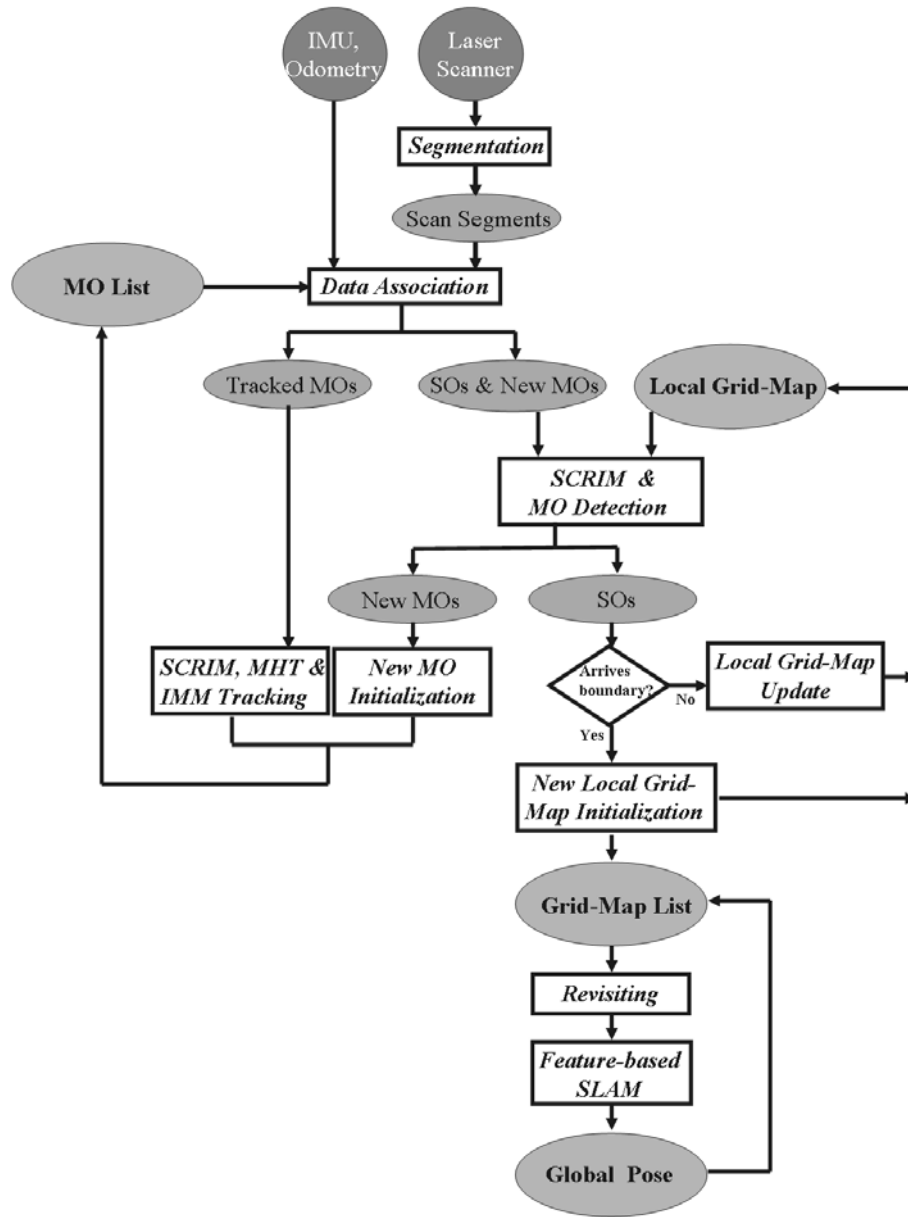 IMU,
Odometry
Laser
Scanner
Segmentation
Scan Segments
MO List
Data Association
Tracked MOs
SOs & New MOs
Local Grid-Map
SCRIM &
MO Detection
New MOs
SOs
SCRIM, MHT &
IMM Tracking
New MO
Initialization
Arrives
boundary?
No
Local Grid-Map
Update
Yes
New Local Grid-
Map Initialization
Grid-Map List
Revisiting
Feature-based
SLAM
Global Pose